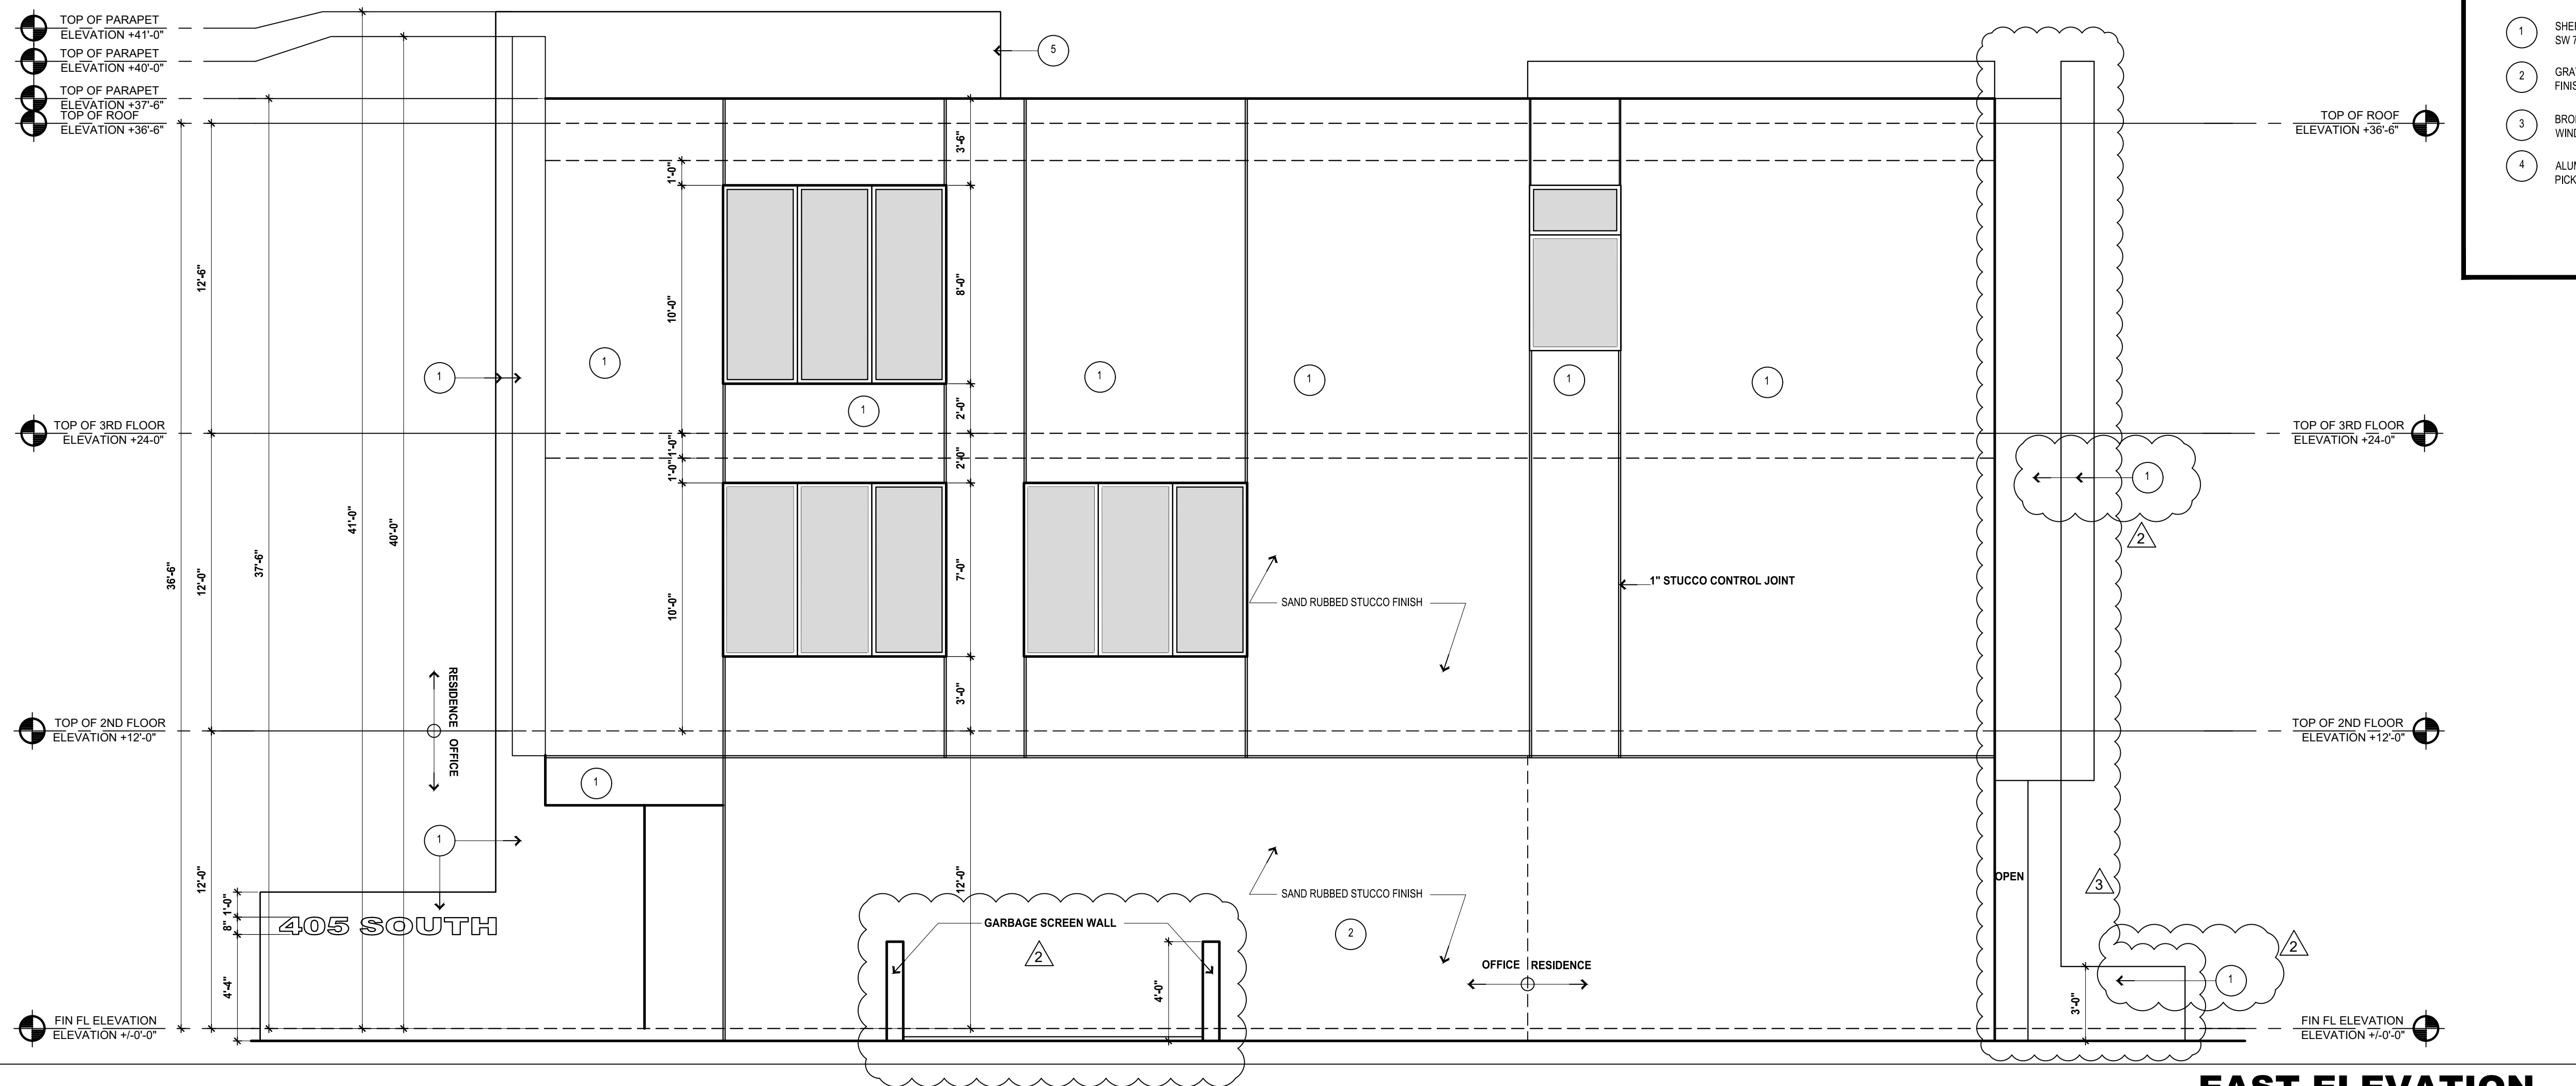 TOP OF PARAPET
ELEVATION +41'-0"
TOP OF PARAPET
ELEVATION +40'-0"
TOP OF PARAPET
ELEVATION +37'-6"
TOP OF ROOF
ELEVATION +36'-6"
5
1
2
3
4
TOP OF ROOF
ELEVATION +36'-6"
3'-6"
1'-0"
12'-6"
10'-0"
8'-0"
1
1
1
1
1
1
1
2'-0"
TOP OF 3RD FLOOR
ELEVATION +24-0"
TOP OF 3RD FLOOR
ELEVATION +24-0"
1'-0"
1'-0"
2'-0"
1
2
41'-0"
40'-0"
37'-6"
36'-6"
12'-0"
10'-0"
7'-0"
1" STUCCO CONTROL JOINT
SAND RUBBED STUCCO FINISH
3'-0"
RESIDENCE
OFFICE
TOP OF 2ND FLOOR
ELEVATION +12'-0"
TOP OF 2ND FLOOR
ELEVATION +12'-0"
1
1
12'-0"
12'-0"
OPEN
3
SAND RUBBED STUCCO FINISH
1'-0"
8"
4'-4"
405 SOUTH
GARBAGE SCREEN WALL
2
2
2
OFFICE
RESIDENCE
1
4'-0"
3'-0"
FIN FL ELEVATION
ELEVATION +/-0'-0"
FIN FL ELEVATION
ELEVATION +/-0'-0"
EAST ELEVATION